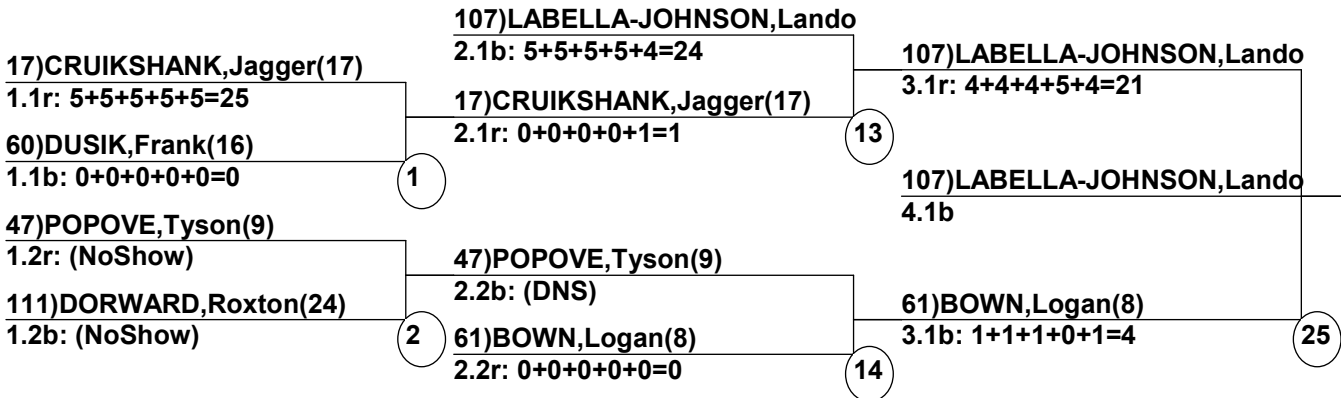 17)CRUIKSHANK,Jagger(17)
1.1r: 5+5+5+5+5=25
60)DUSIK,Frank(16)
1.1b: 0+0+0+0+0=0
1
47)POPOVE,Tyson(9)
1.2r: (NoShow)
111)DORWARD,Roxton(24)
1.2b: (NoShow)
2
107)LABELLA-JOHNSON,Lando
2.1b: 5+5+5+5+4=24
17)CRUIKSHANK,Jagger(17)
2.1r: 0+0+0+0+1=1
13
47)POPOVE,Tyson(9)
2.2b: (DNS)
61)BOWN,Logan(8)
2.2r: 0+0+0+0+0=0
14
107)LABELLA-JOHNSON,Lando
3.1r: 4+4+4+5+4=21
107)LABELLA-JOHNSON,Lando
4.1b
61)BOWN,Logan(8)
3.1b: 1+1+1+0+1=4
25